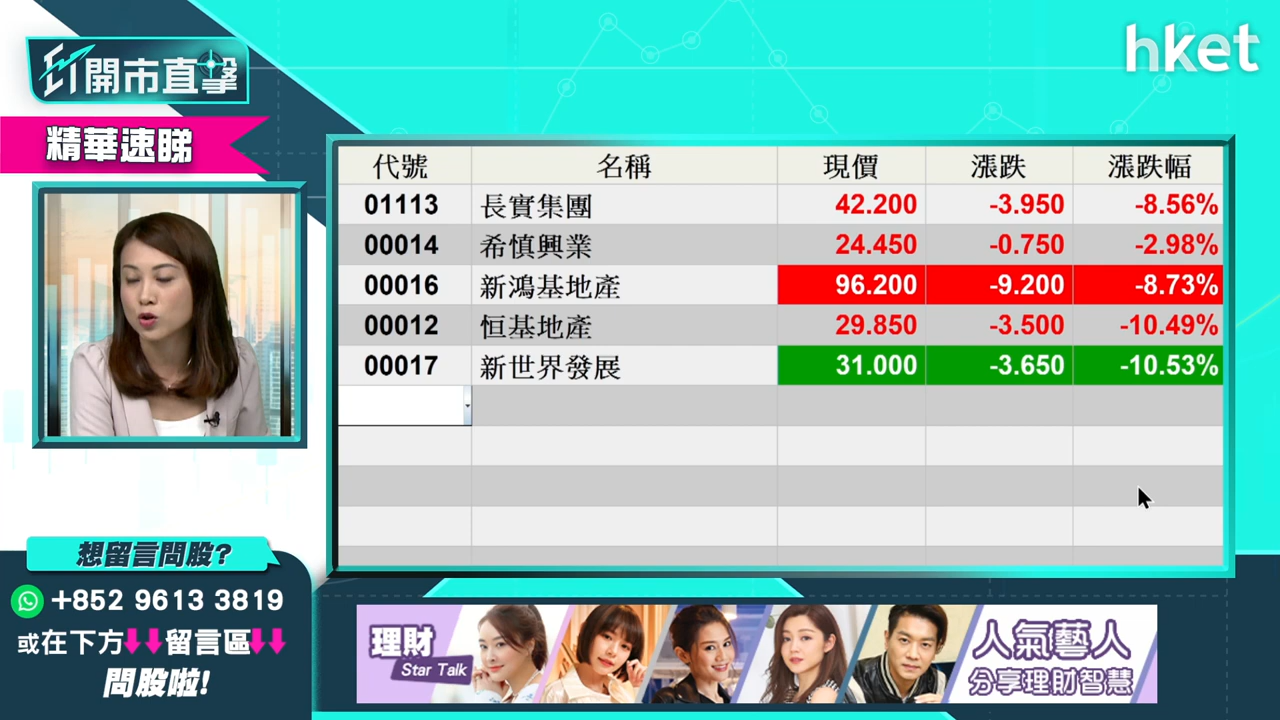 hket
ET開市直擊
精華速睇
代號 名稱 現價 漲跌 漲跌幅
01113 長實集團 42.200 -3.950 -8.56%
00014 希慎興業 24.450 -0.750 -2.98%
00016 新鴻基地產 96.200 -9.200 -8.73%
00012 恒基地產 29.850 -3.500 -10.49%
00017 新世界發展 31.000 -3.650 -10.53%
想留言問股?
+852 9613 3819
或在下方留言區
問股啦!
理財
Star Talk
人氣藝人
分享理財智慧